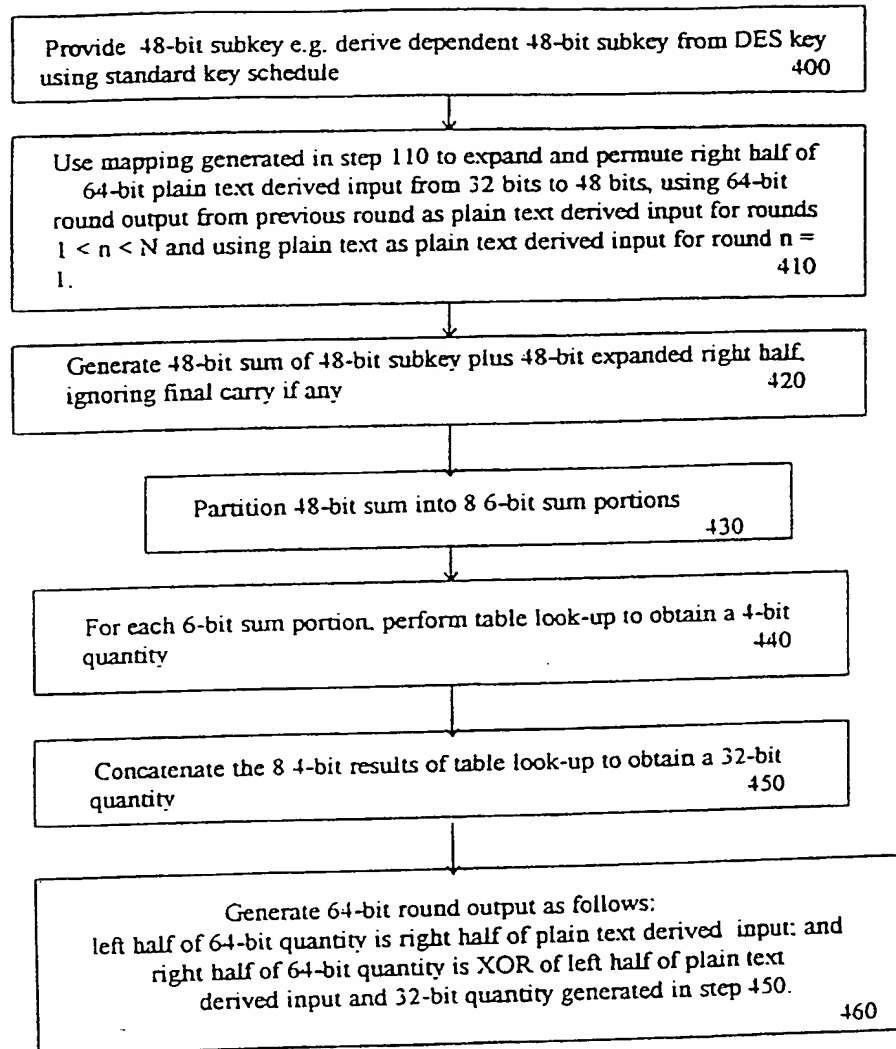 Provide 48-bit subkey e.g. derive dependent 48-bit subkey from DES key
using standard key schedule 400
Use mapping generated in step 110 to expand and permute right half of
64-bit plain text derived input from 32 bits to 48 bits, using 64-bit
round output from previous round as plain text derived input for rounds
1 < n < N and using plain text as plain text derived input for round n =
1. 410
Generate 48-bit sum of 48-bit subkey plus 48-bit expanded right half,
ignoring final carry if any 420
Partition 48-bit sum into 8 6-bit sum portions
430
For each 6-bit sum portion, perform table look-up to obtain a 4-bit
quantity 440
Concatenate the 8 4-bit results of table look-up to obtain a 32-bit
quantity 450
Generate 64-bit round output as follows:
left half of 64-bit quantity is right half of plain text derived input; and
right half of 64-bit quantity is XOR of left half of plain text
derived input and 32-bit quantity generated in step 450.
460